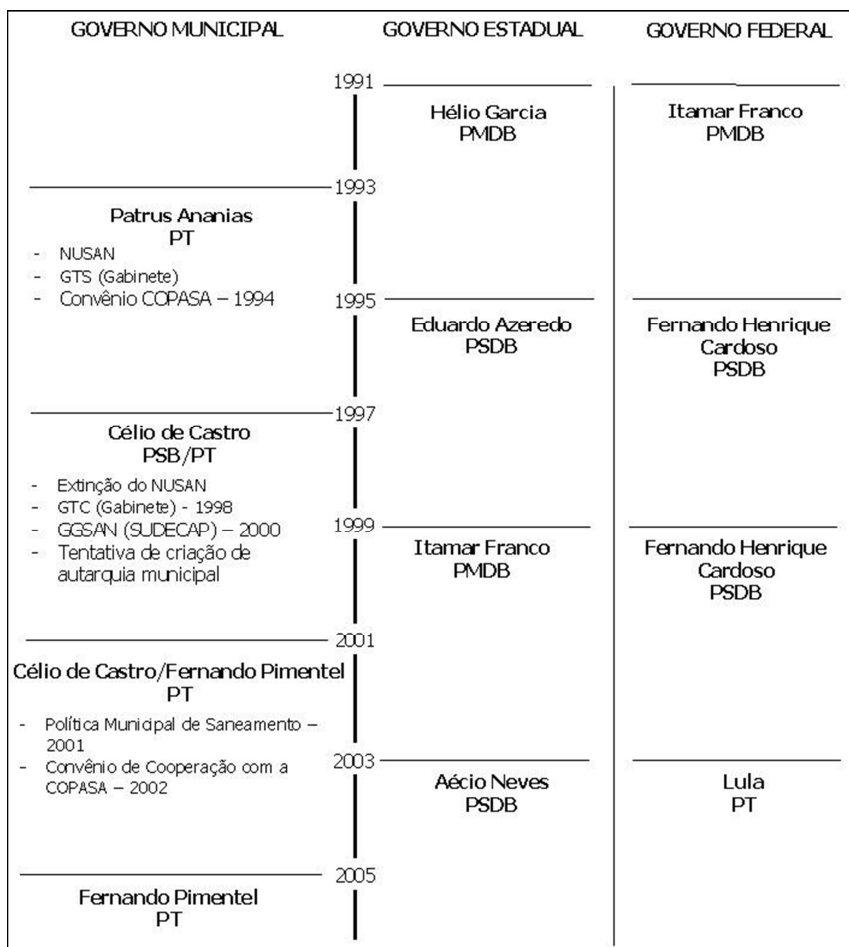 GOVERNO MUNICIPAL
GOVERNO ESTADUAL
GOVERNO FEDERAL
1991
Hélio Garcia
PMDB
Itamar Franco
PMDB
1993
Patrus Ananias
PT
- NUSAN
- GTS (Gabinete)
- Convênio COPASA – 1994
1995
Eduardo Azeredo
PSDB
Fernando Henrique
Cardoso
PSDB
1997
Célio de Castro
PSB/PT
- Extinção do NUSAN
- GTC (Gabinete) - 1998
- GGSAN (SUDECAP) – 2000
- Tentativa de criação de
autarquia municipal
1999
Itamar Franco
PMDB
Fernando Henrique
Cardoso
PSDB
2001
Célio de Castro/Fernando Pimentel
PT
- Política Municipal de Saneamento –
2001
- Convênio de Cooperação com a
COPASA – 2002
2003
Aécio Neves
PSDB
Lula
PT
2005
Fernando Pimentel
PT